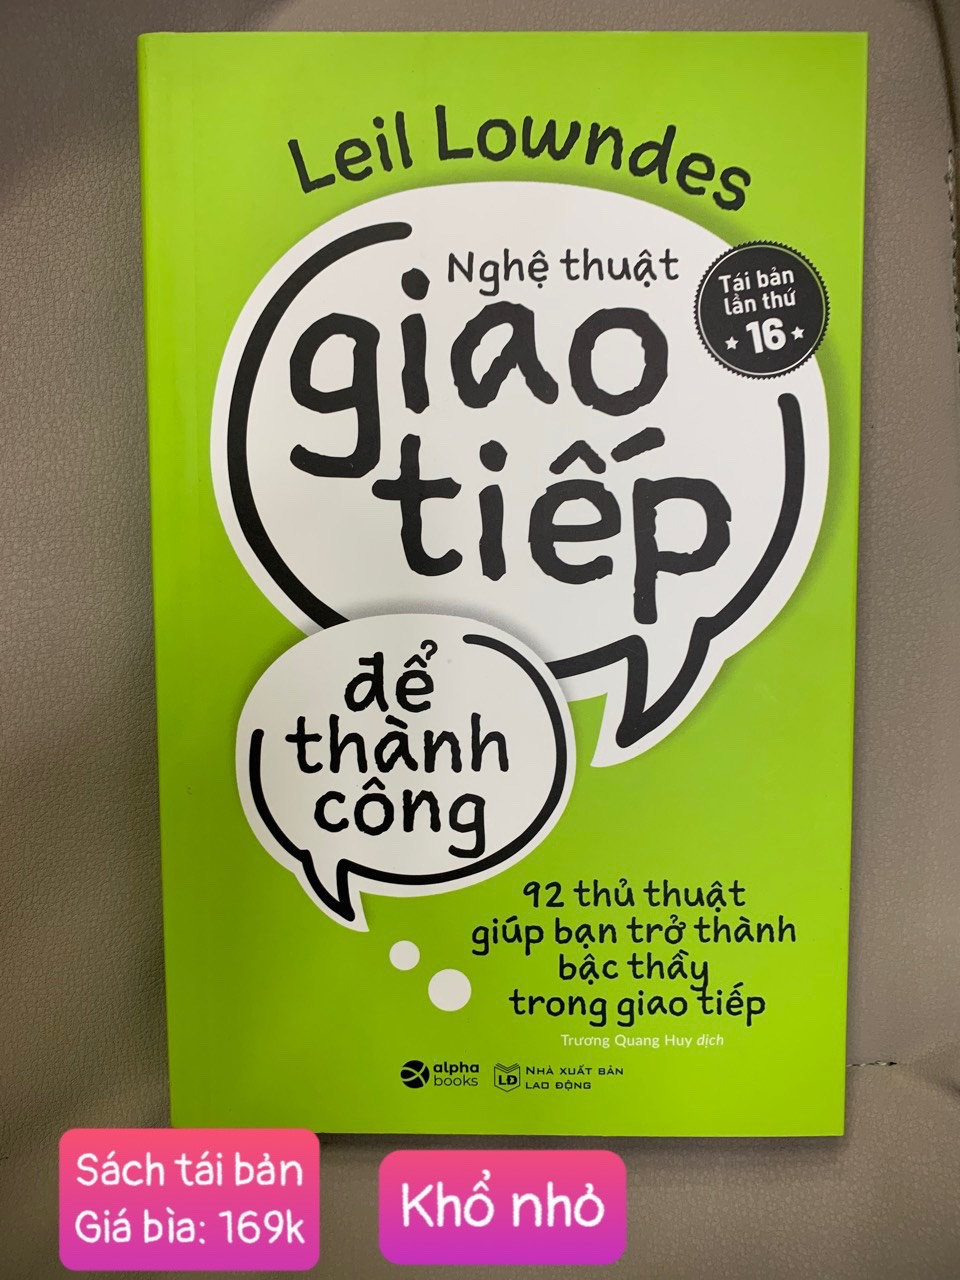 Leil Lowndes
Nghệ thuật
giao
tiếp
Tái bản
lần thứ
16
để
thành
công
92 thủ thuật
giúp bạn trở thành
bậc thầy
trong giao tiếp
Trương Quang Huy dịch
alpha
books
LĐ
NHÀ XUẤT BẢN
LAO ĐỘNG
Sách tái bản
Giá bìa: 169k
Khổ nhỏ